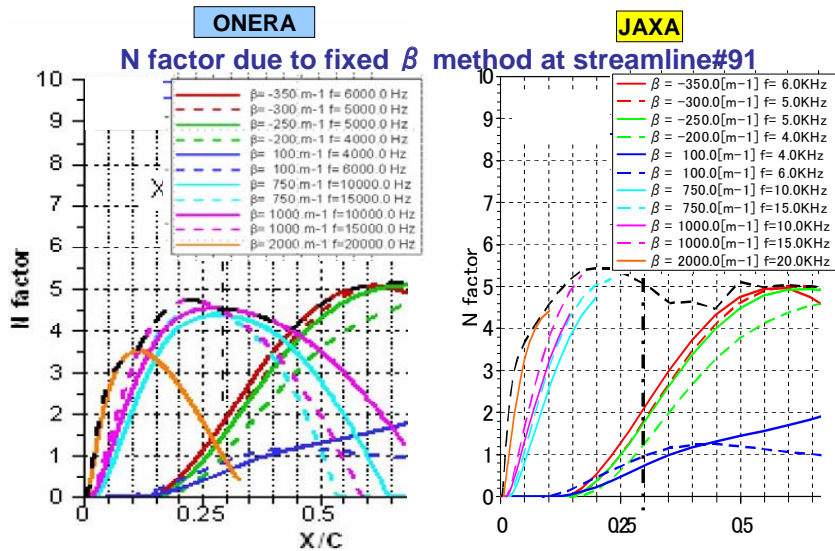 ONERA
JAXA
N factor due to fixed β method at streamline#91
10
9
8
7
6
5
4
3
2
1
0
N factor
X
β= -350 m-1 f= 6000.0 Hz
β= -300 m-1 f= 5000.0 Hz
β= -250 m-1 f= 5000.0 Hz
β= -200 m-1 f= 4000.0 Hz
β= 100 m-1 f=4000.0 Hz
β= 100 m-1 f=6000.0 Hz
β= 750 m-1 f=10000.0 Hz
β= 750 m-1 f=15000.0 Hz
β= 1000 m-1 f=10000.0 Hz
β= 1000 m-1 f=15000.0 Hz
β= 2000 m-1 f=20000.0 Hz
0
0.25
0.5
X/C
10
9
8
7
6
5
4
3
2
1
0
N factor
β = -350.0[m-1] f= 6.0KHz
β = -300.0[m-1] f= 5.0KHz
β = -250.0[m-1] f= 5.0KHz
β = -200.0[m-1] f= 4.0KHz
β = 100.0[m-1] f= 4.0KHz
β = 100.0[m-1] f= 6.0KHz
β = 750.0[m-1] f=10.0KHz
β = 750.0[m-1] f=15.0KHz
β = 1000.0[m-1] f=10.0KHz
β = 1000.0[m-1] f=15.0KHz
β = 2000.0[m-1] f=20.0KHz
0
0.25
0.5